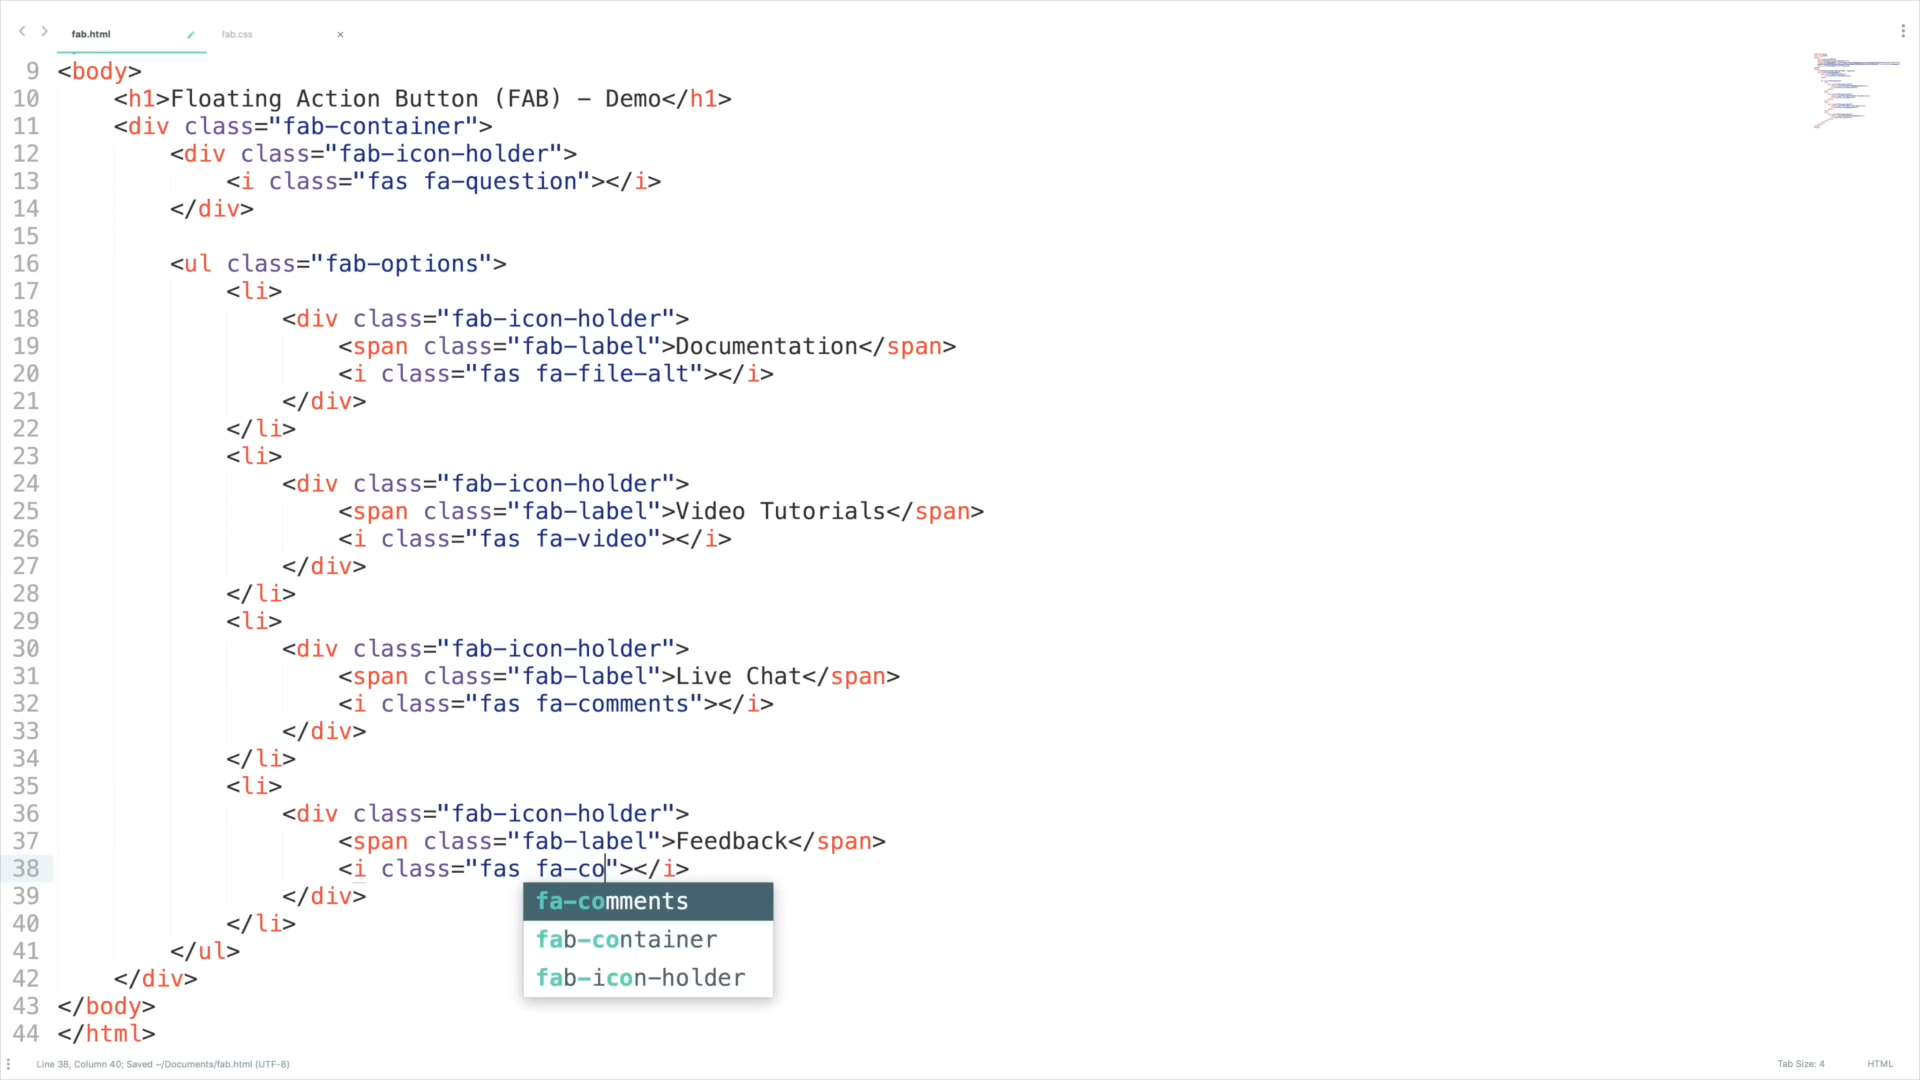 fab.html
fab.css
9 <body>
10 <h1>Floating Action Button (FAB) – Demo</h1>
11 <div class="fab-container">
12 <div class="fab-icon-holder">
13 <i class="fas fa-question"></i>
14 </div>
15
16 <ul class="fab-options">
17 <li>
18 <div class="fab-icon-holder">
19 <span class="fab-label">Documentation</span>
20 <i class="fas fa-file-alt"></i>
21 </div>
22 </li>
23 <li>
24 <div class="fab-icon-holder">
25 <span class="fab-label">Video Tutorials</span>
26 <i class="fas fa-video"></i>
27 </div>
28 </li>
29 <li>
30 <div class="fab-icon-holder">
31 <span class="fab-label">Live Chat</span>
32 <i class="fas fa-comments"></i>
33 </div>
34 </li>
35 <li>
36 <div class="fab-icon-holder">
37 <span class="fab-label">Feedback</span>
38 <i class="fas fa-co"></i>
39 </div>
fa-comments
40 </li>
fab-container
41 </ul>
fab-icon-holder
42 </div>
43 </body>
44 </html>
Line 38, Column 40; Saved ~/Documents/fab.html (UTF-8)
Tab Size: 4
HTML